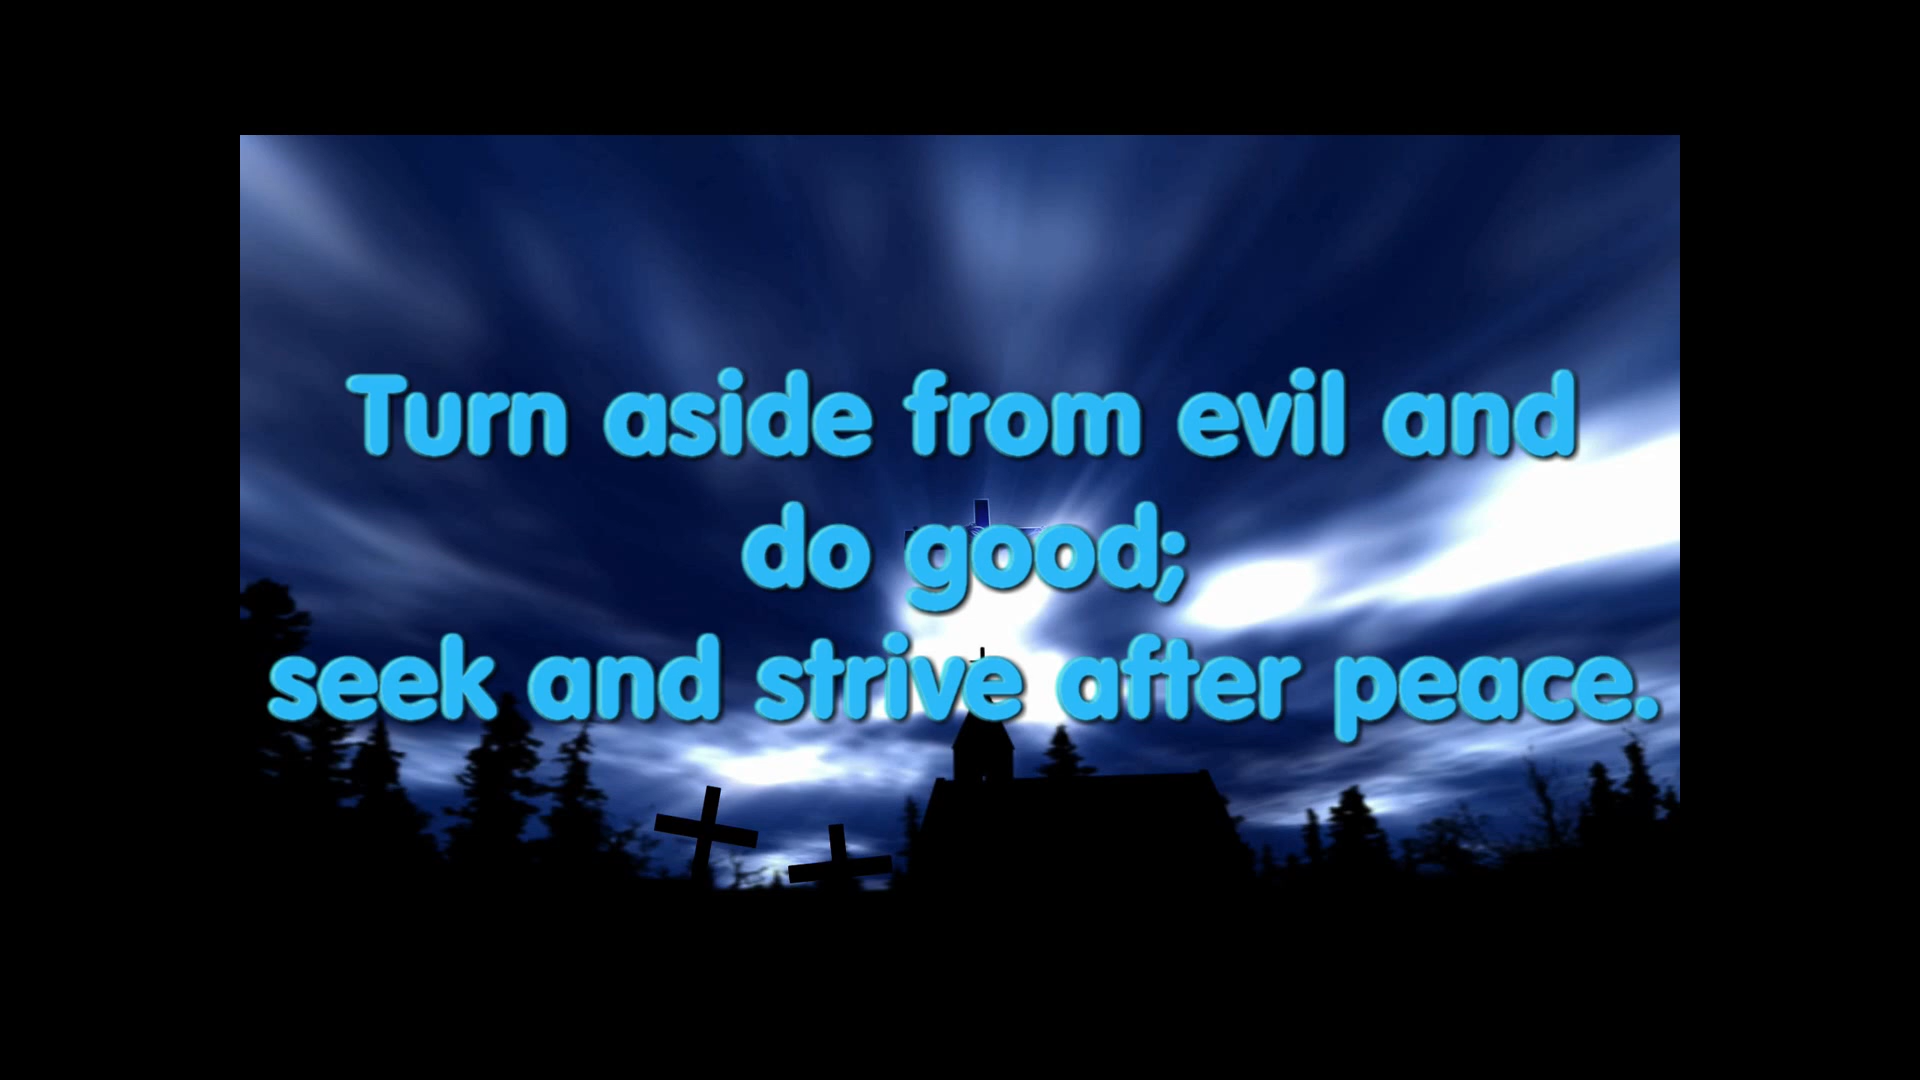 Turn aside from evil and
do good;
seek and strive after peace.